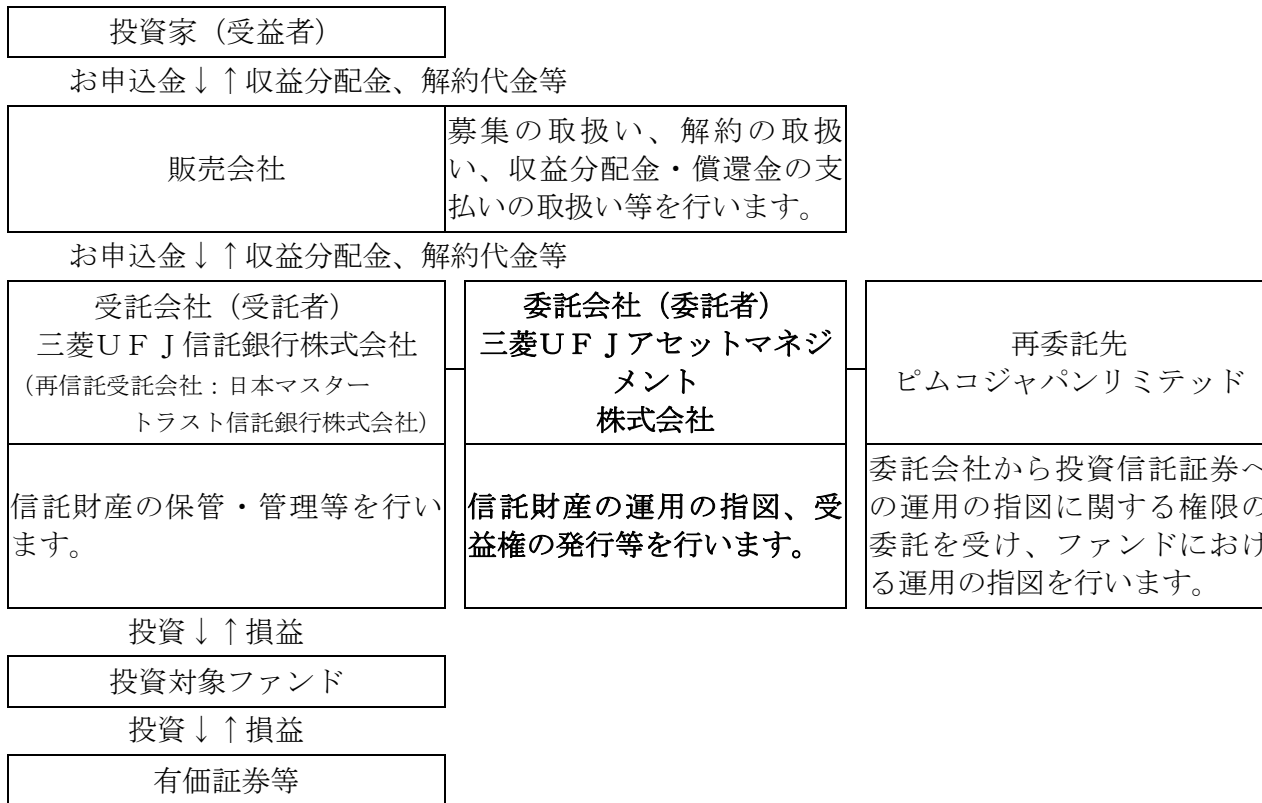 投資家（受益者）
お申込金↓↑収益分配金、解約代金等
販売会社
募集の取扱い、解約の取扱
い、収益分配金・償還金の支
払いの取扱い等を行います。
お申込金↓↑収益分配金、解約代金等
受託会社（受託者）
三菱ＵＦＪ信託銀行株式会社
（再信託受託会社：日本マスター
トラスト信託銀行株式会社）
委託会社（委託者）
三菱ＵＦＪアセットマネジ
メント
株式会社
再委託先
ピムコジャパンリミテッド
信託財産の保管・管理等を行い
ます。
信託財産の運用の指図、受
益権の発行等を行います。
委託会社から投資信託証券へ
の運用の指図に関する権限の
委託を受け、ファンドにおけ
る運用の指図を行います。
投資↓↑損益
投資対象ファンド
投資↓↑損益
有価証券等